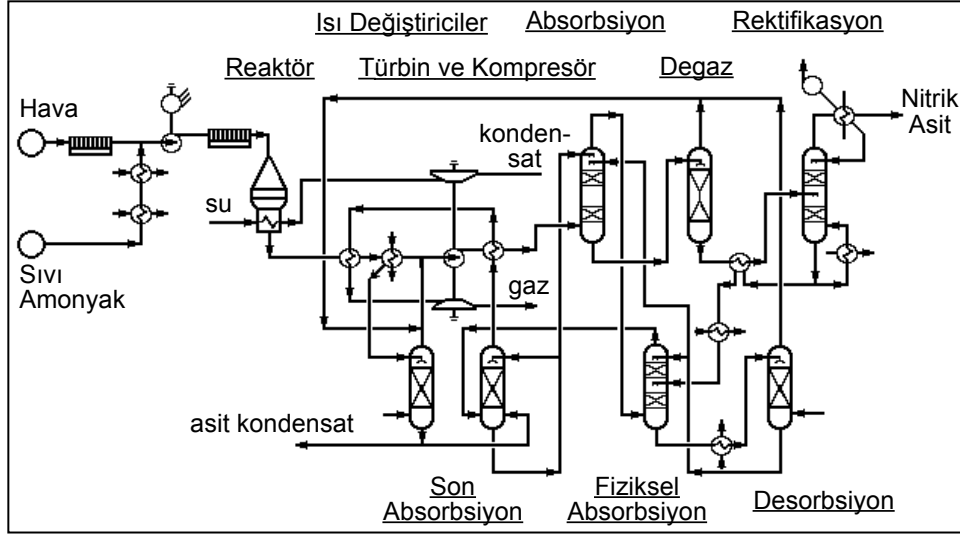 Isı Değiştiriciler
Absorbsiyon
Rektifikasyon
Reaktör
Türbin ve Kompresör
Degaz
Hava
konden-
sat
Nitrik
Asit
su
Sıvı
Amonyak
gaz
asit kondensat
Son
Absorbsiyon
Fiziksel
Absorbsiyon
Desorbsiyon